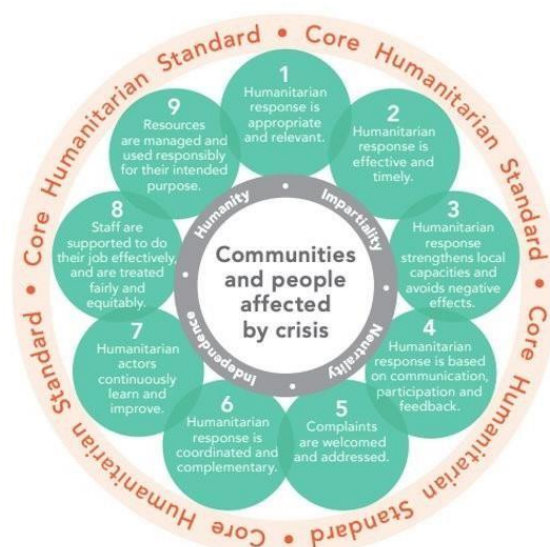 Core Humanitarian Standard • Core Humanitarian Standard • Core Humanitarian Standard • Core Humanitarian Standard •
1
Humanitarian
response is
appropriate
and relevant.
2
Humanitarian
response is
effective and
timely.
3
Humanitarian
response
strengthens local
capacities and
avoids negative
effects.
4
Humanitarian
response is based
on communication,
participation and
feedback.
5
Complaints
are welcomed
and addressed.
6
Humanitarian
response is
coordinated and
complementary.
7
Humanitarian
actors
continuously
learn and
improve.
8
Staff are
supported to do
their job effectively,
and are treated
fairly and
equitably.
9
Resources
are managed and
used responsibly
for their intended
purpose.
Humanity • Impartiality • Neutrality • Independence •
Communities
and people
affected
by crisis